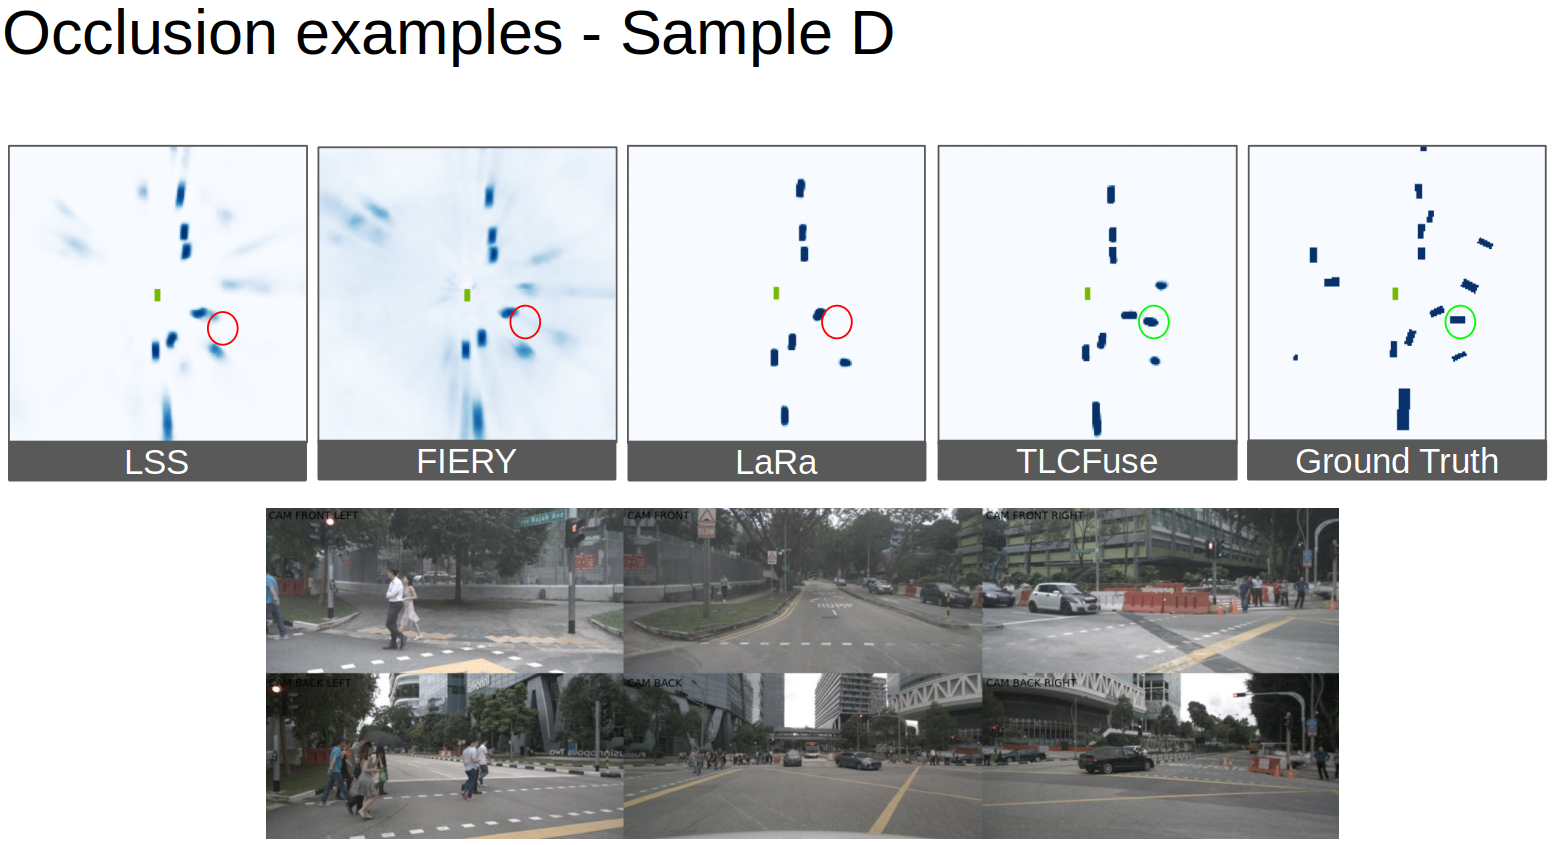 Occlusion examples - Sample D
LSS
FIERY
LaRa
TLCFuse
Ground Truth
CAM FRONT LEFT
CAM FRONT
CAM FRONT RIGHT
CAM BACK LEFT
CAM BACK
CAM BACK RIGHT